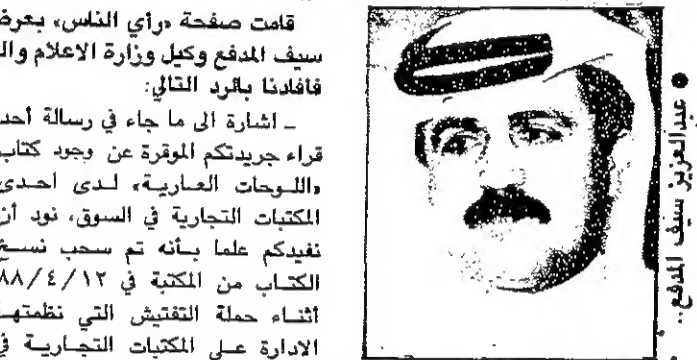 قامت صفحة «رأي الناس» بعرض
سيف المدفع وكيل وزارة الاعلام وال
فأفادنا بالرد التالي:
ـ اشارة الى ما جاء في رسالة أحد
قراء جريدتكم الموقرة عن وجود كتاب
«اللوحات العارية» لدى احدى
المكتبات التجارية في السوق، نود أن
نفيدكم علما بأنه تم سحب نسخ
الكتاب من المكتبة في ١٢/٤/٨٨
اثناء حملة التفتيش التي نظمتها
الادارة على المكتبات التجارية في
● عبدالعزيز سيف المدفع..